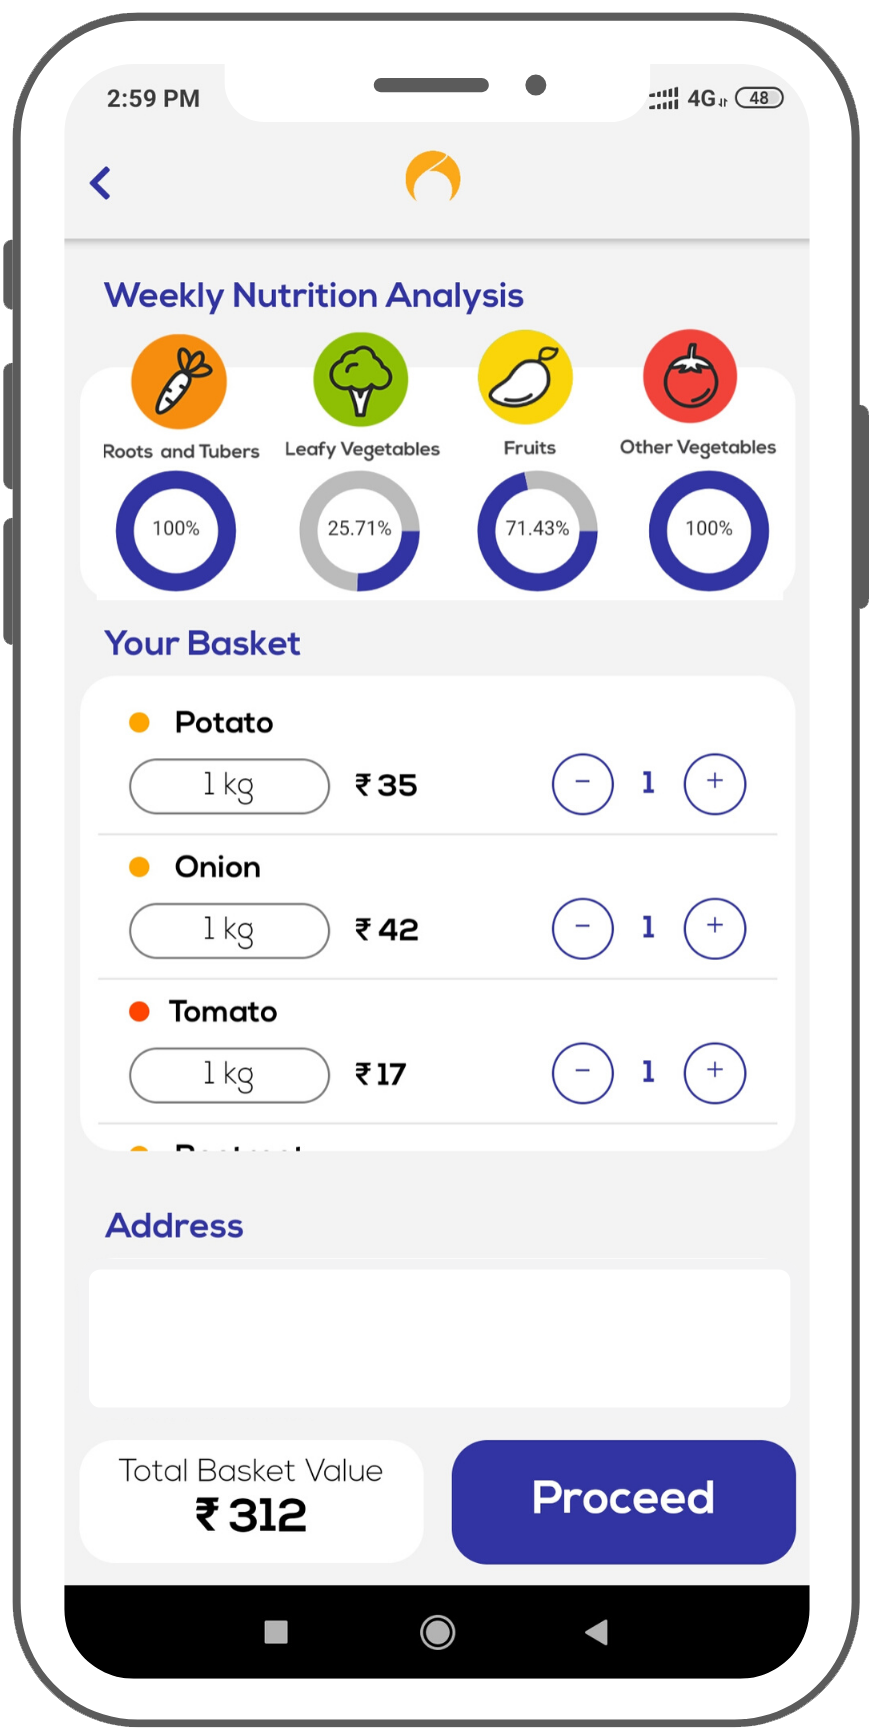 2:59 PM 4G 48
Weekly Nutrition Analysis
Roots and Tubers Leafy Vegetables Fruits Other Vegetables
100% 25.71% 71.43% 100%
Your Basket
Potato
1 kg ₹ 35 − 1 +
Onion
1 kg ₹ 42 − 1 +
Tomato
1 kg ₹ 17 − 1 +
Address
Total Basket Value
₹ 312
Proceed